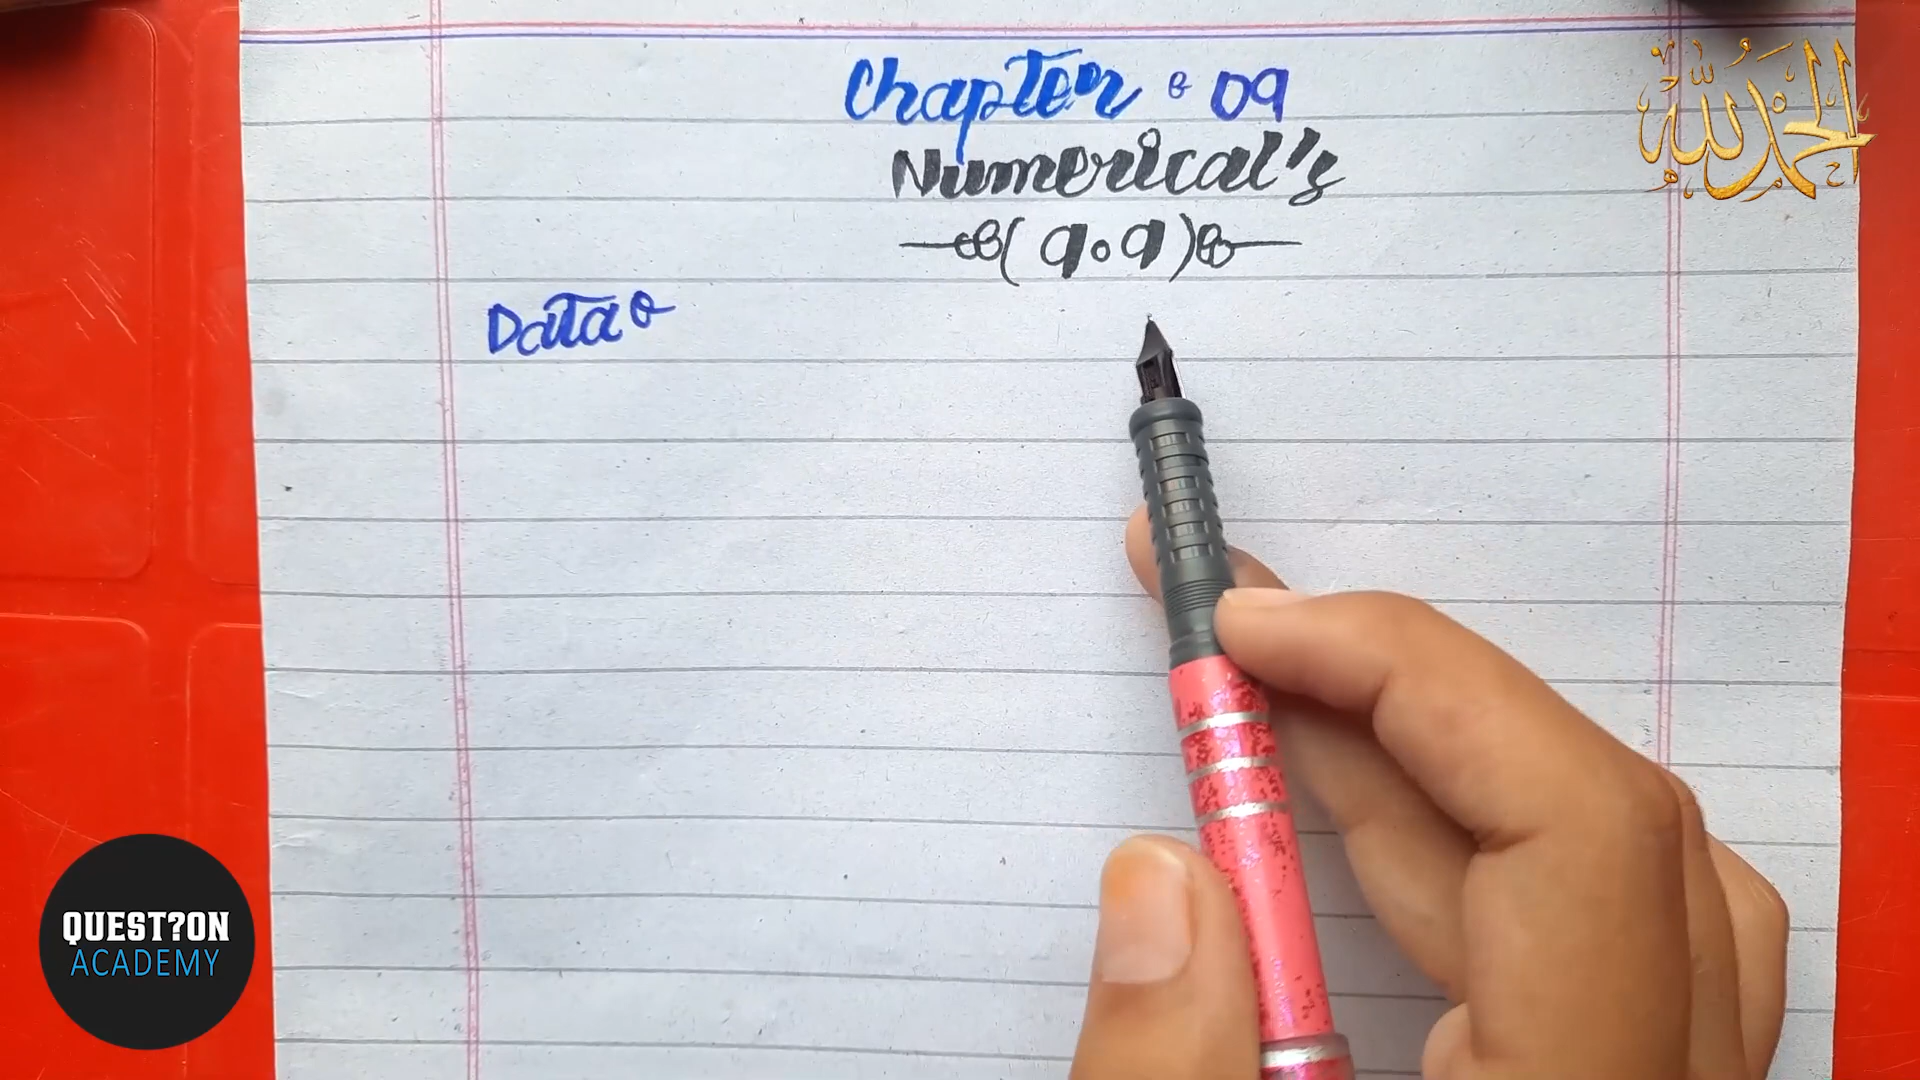 Chapter : 09
Numerical's
(9.9)
Data :-
الحمد لله
QUEST?ON
ACADEMY